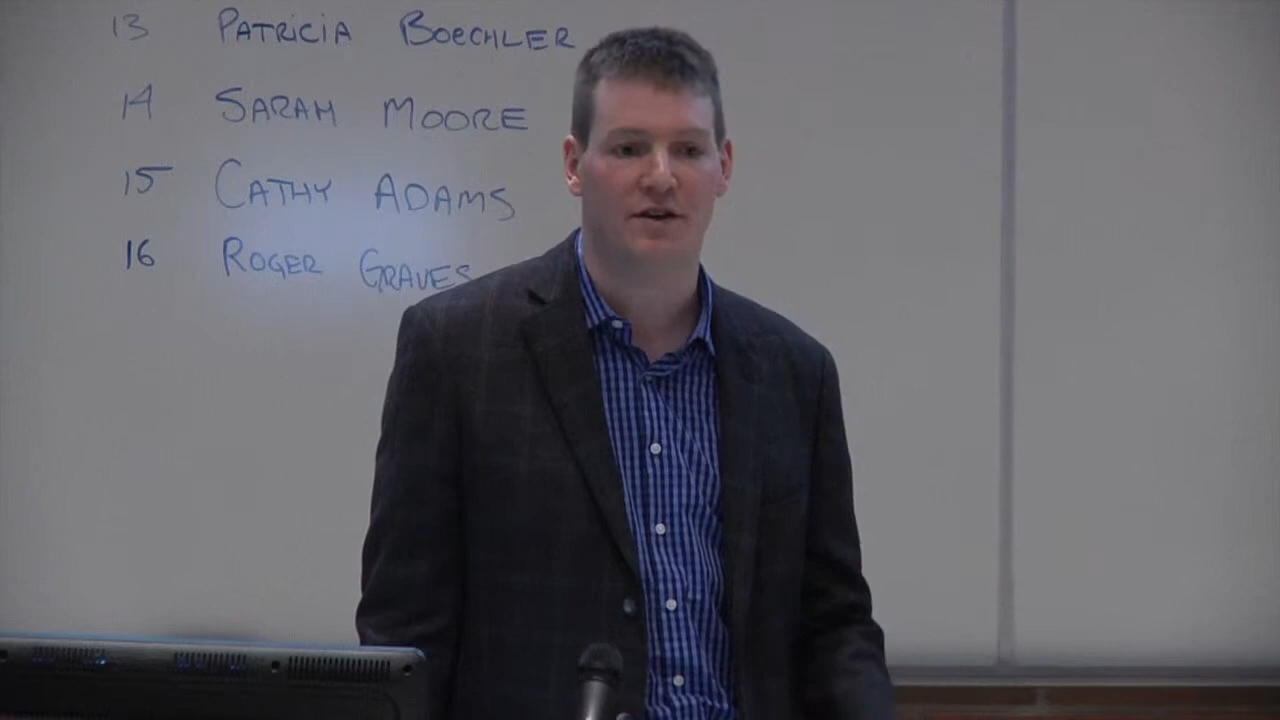 13 PATRICIA BOECHLER
14 SARAH MOORE
15 CATHY ADAMS
16 ROGER GRAVES